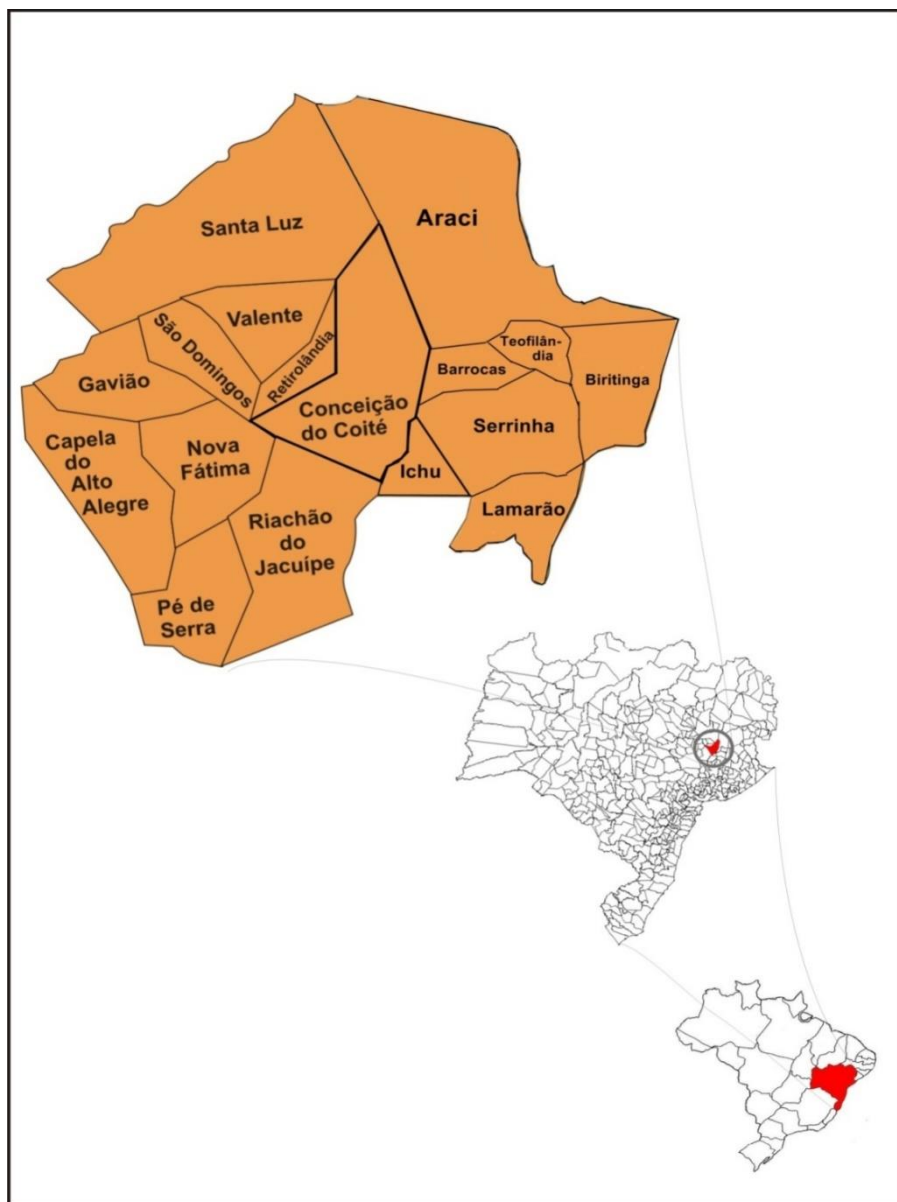 Santa Luz
Araci
Valente
São Domingos
Retirolândia
Teofilân-
dia
Barrocas
Biritinga
Gavião
Conceição
do Coité
Serrinha
Capela
do
Alto
Alegre
Nova
Fátima
Ichu
Lamarão
Riachão
do
Jacuípe
Pé de
Serra